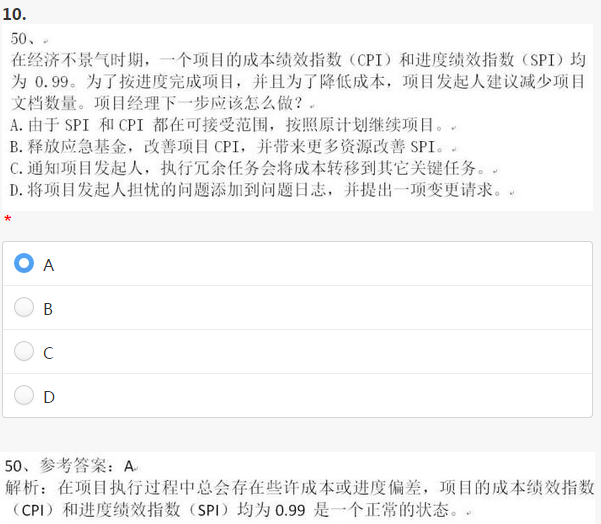 10.
50、
在经济不景气时期，一个项目的成本绩效指数（CPI）和进度绩效指数（SPI）均
为 0.99。为了按进度完成项目，并且为了降低成本，项目发起人建议减少项目
文档数量。项目经理下一步应该怎么做？
A.由于 SPI 和 CPI 都在可接受范围，按照原计划继续项目。
B.释放应急基金，改善项目 CPI，并带来更多资源改善 SPI。
C.通知项目发起人，执行冗余任务会将成本转移到其它关键任务。
D.将项目发起人担忧的问题添加到问题日志，并提出一项变更请求。
*
A
B
C
D
50、参考答案：A
解析：在项目执行过程中总会存在些许成本或进度偏差，项目的成本绩效指数
（CPI）和进度绩效指数（SPI）均为 0.99 是一个正常的状态。